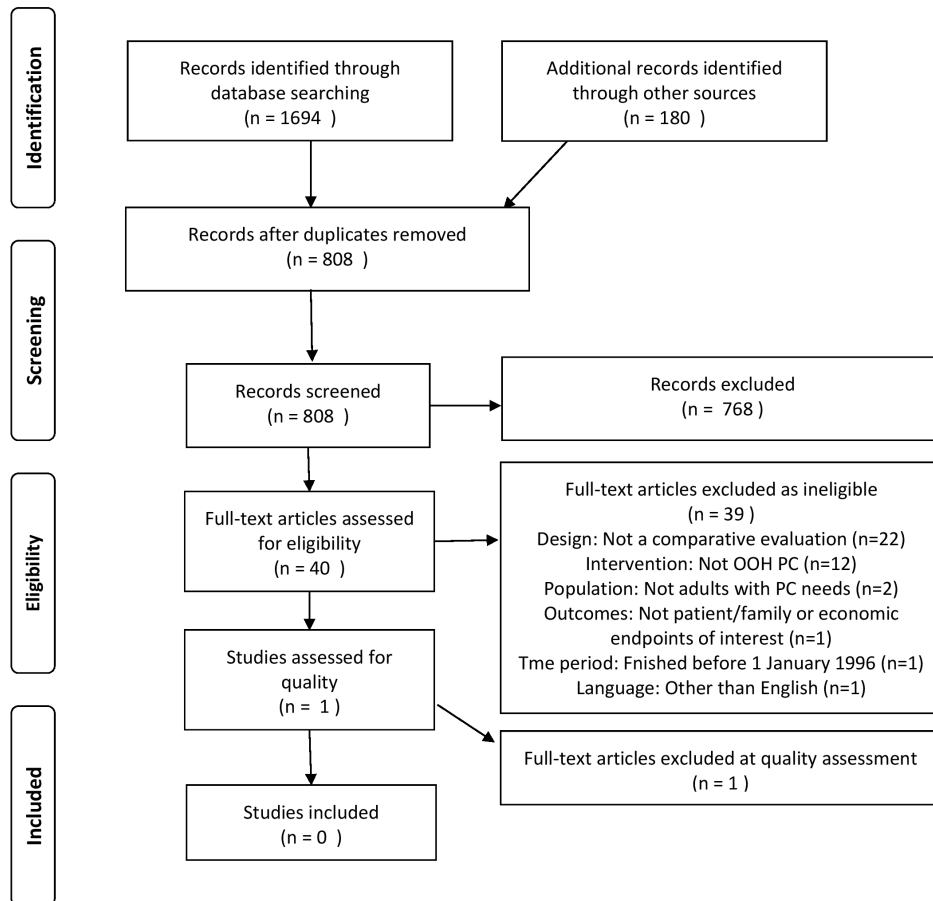 Identification
Records identified through
database searching
(n = 1694  )
Additional records identified
through other sources
(n = 180  )
Records after duplicates removed
(n = 808  )
Screening
Records screened
(n = 808  )
Records excluded
(n =  768 )
Eligibility
Full-text articles assessed
for eligibility
(n = 40  )
Full-text articles excluded as ineligible
(n = 39  )
Design: Not a comparative evaluation (n=22)
Intervention: Not OOH PC (n=12)
Population: Not adults with PC needs (n=2)
Outcomes: Not patient/family or economic
endpoints of interest (n=1)
Tme period: Fnished before 1 January 1996 (n=1)
Language: Other than English (n=1)
Studies assessed for
quality
(n =  1 )
Included
Full-text articles excluded at quality assessment
(n = 1  )
Studies included
(n = 0  )